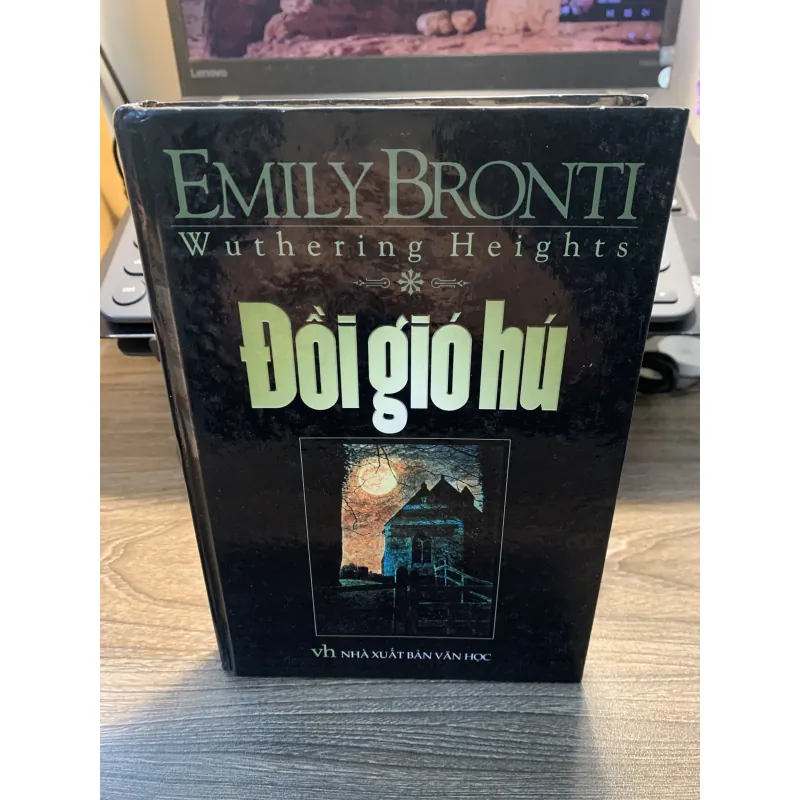 Lenovo
EMILY BRONTI
Wuthering Heights
Đồi gió hú
vh NHÀ XUẤT BẢN VĂN HỌC